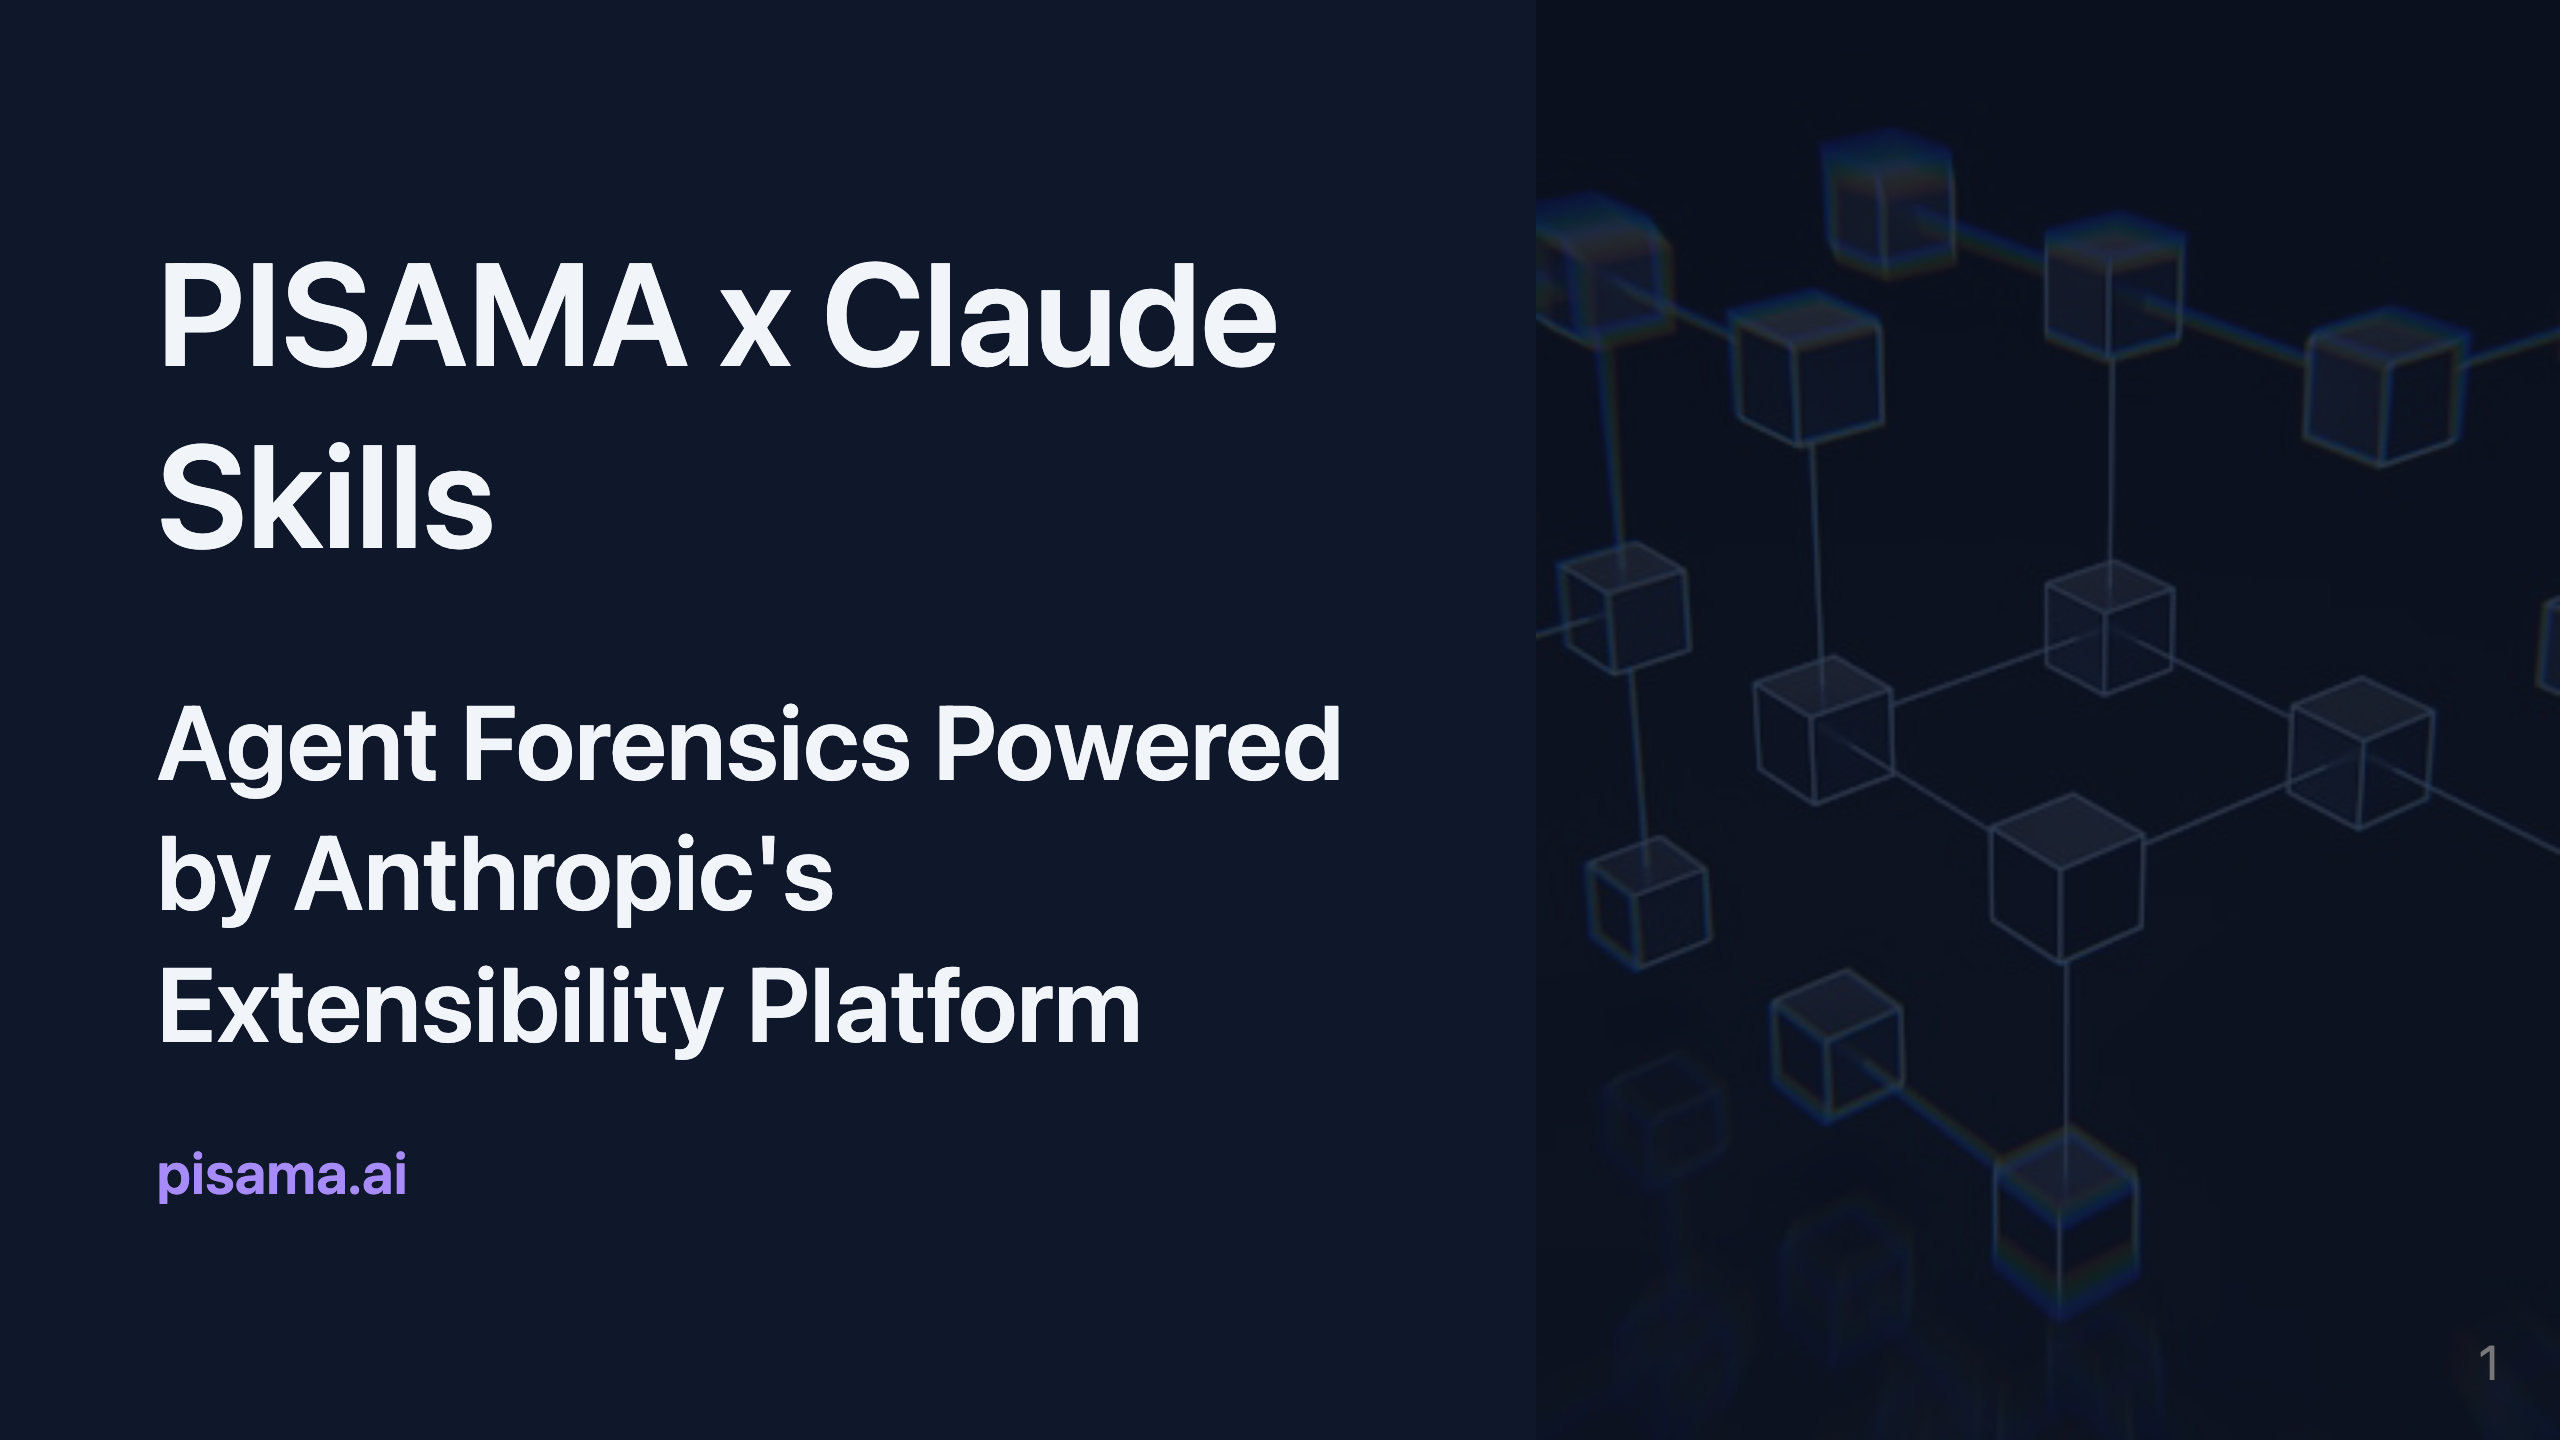 PISAMA x Claude
Skills
Agent Forensics Powered
by Anthropic's
Extensibility Platform
pisama.ai
1